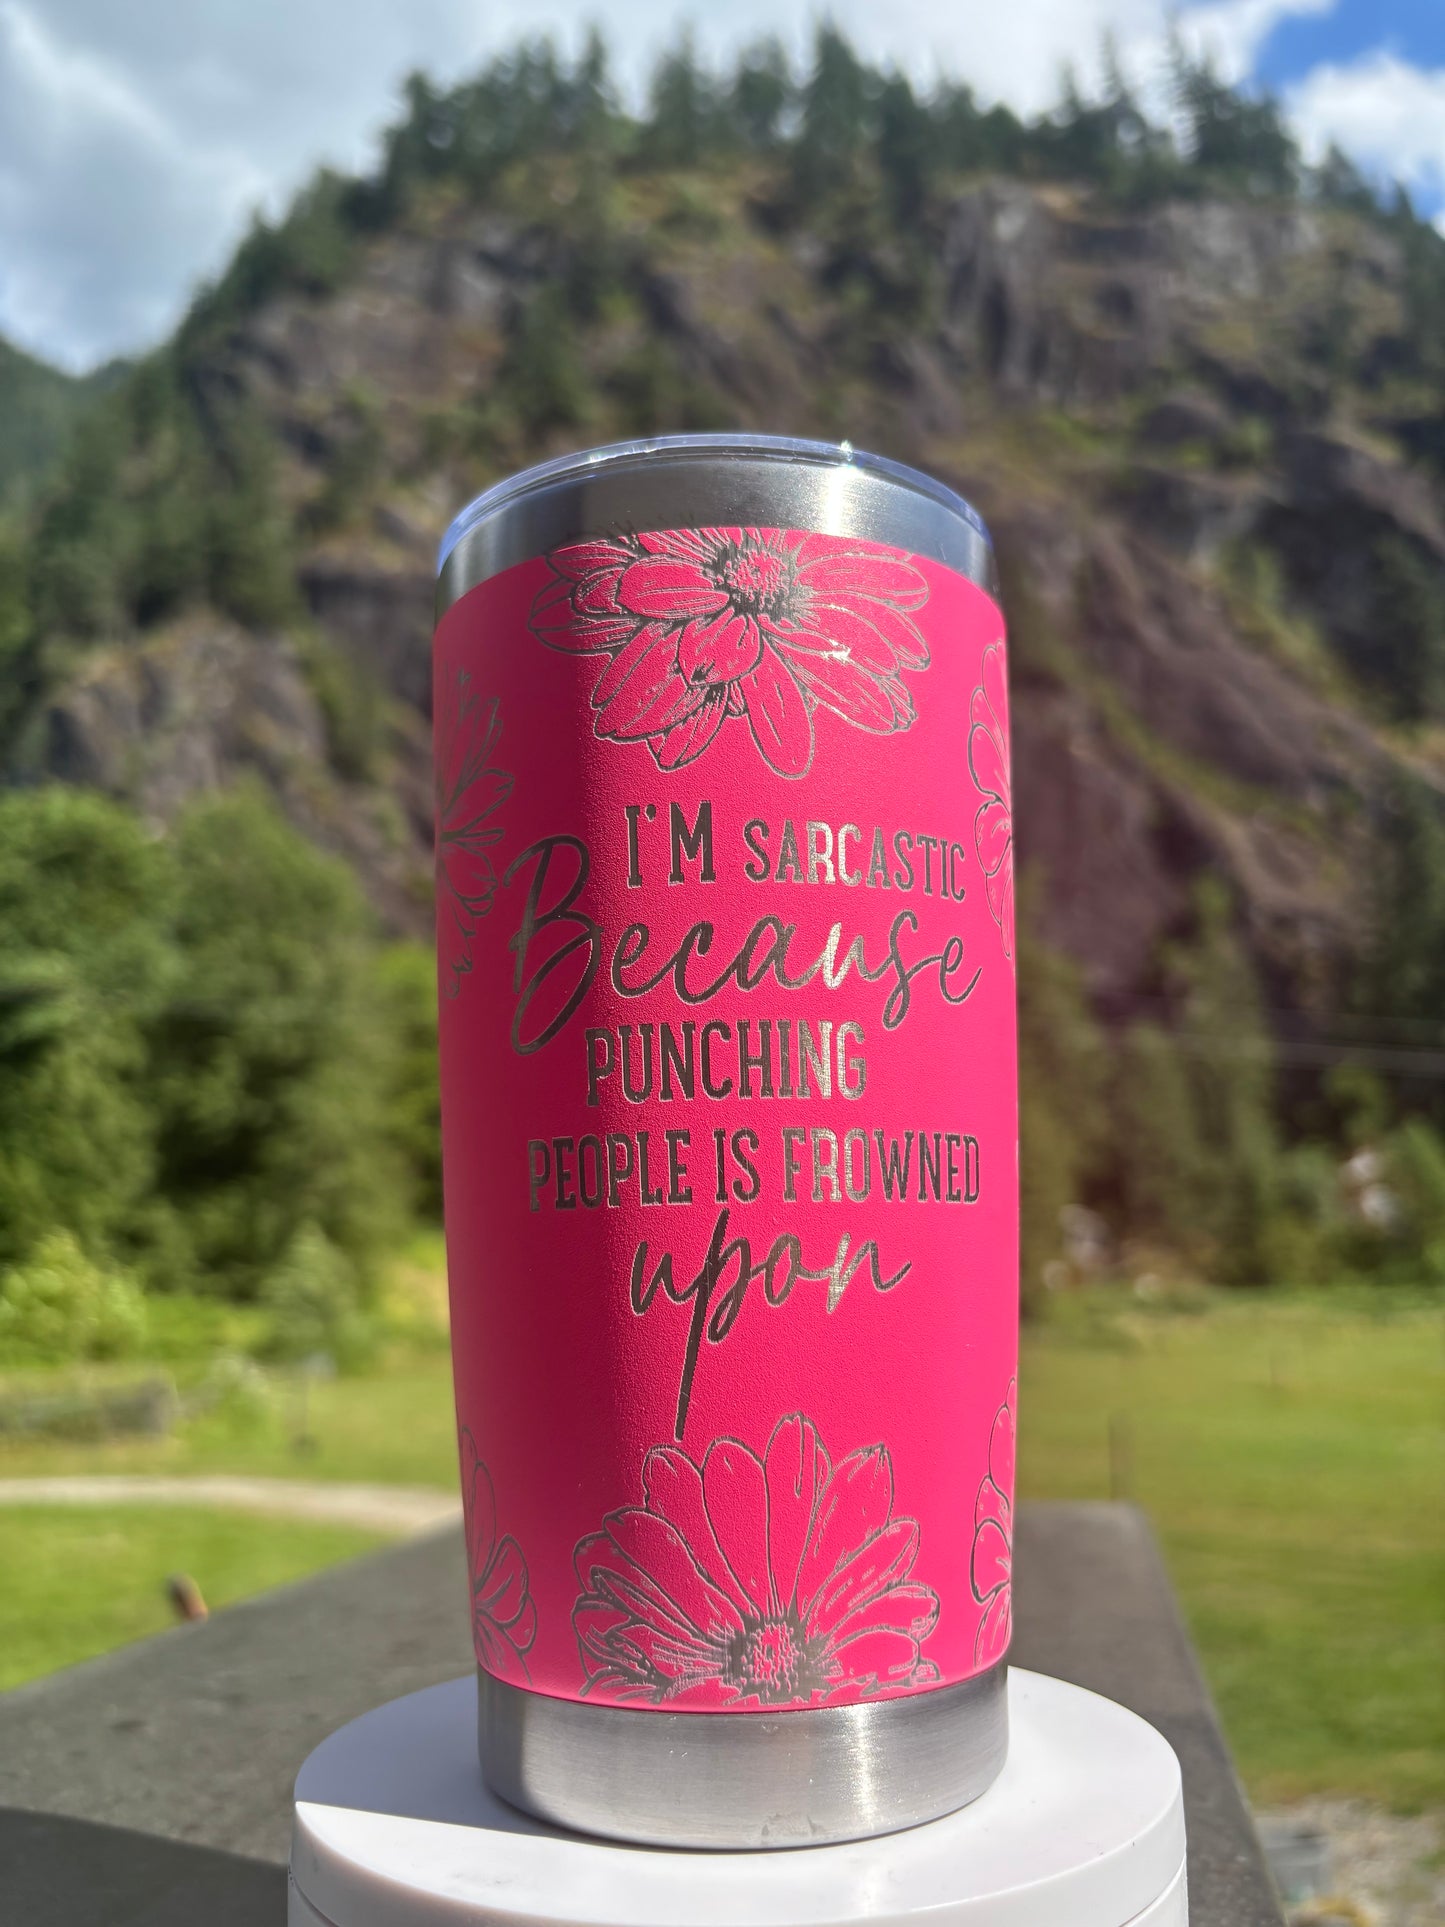 I'M SARCASTIC
Because
PUNCHING
PEOPLE IS FROWNED
upon